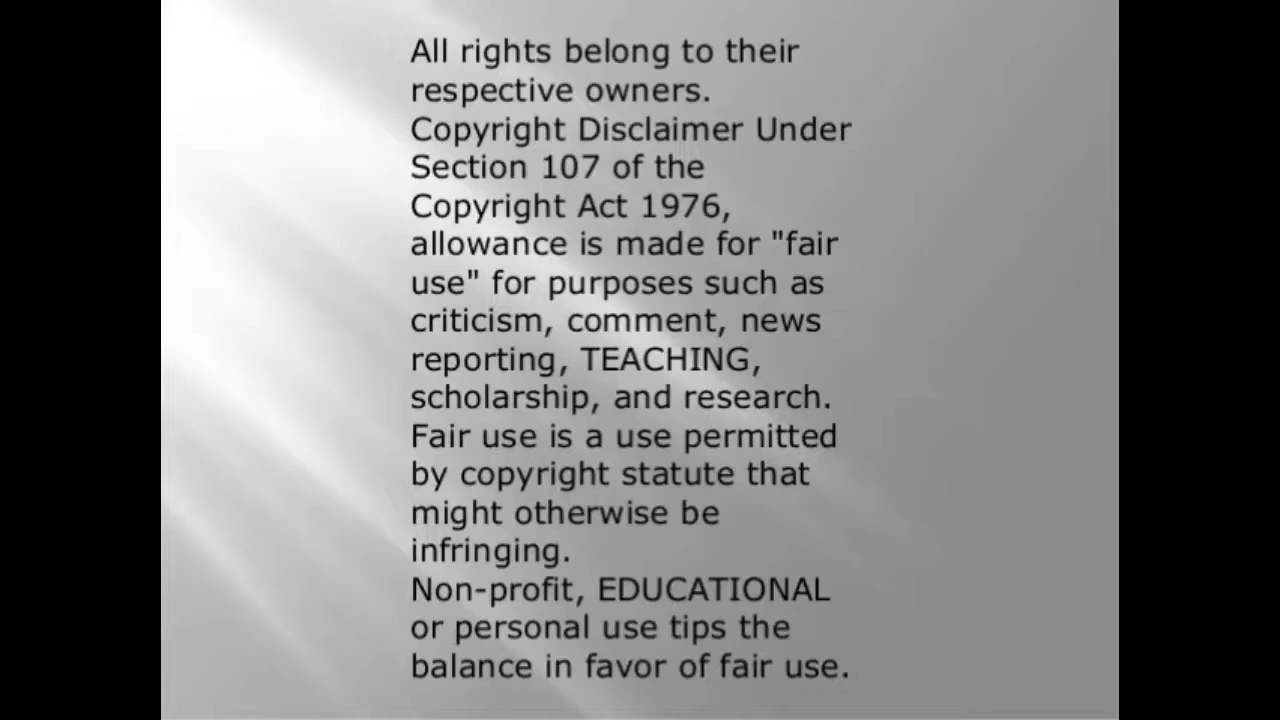 All rights belong to their
respective owners.
Copyright Disclaimer Under
Section 107 of the
Copyright Act 1976,
allowance is made for "fair
use" for purposes such as
criticism, comment, news
reporting, TEACHING,
scholarship, and research.
Fair use is a use permitted
by copyright statute that
might otherwise be
infringing.
Non-profit, EDUCATIONAL
or personal use tips the
balance in favor of fair use.